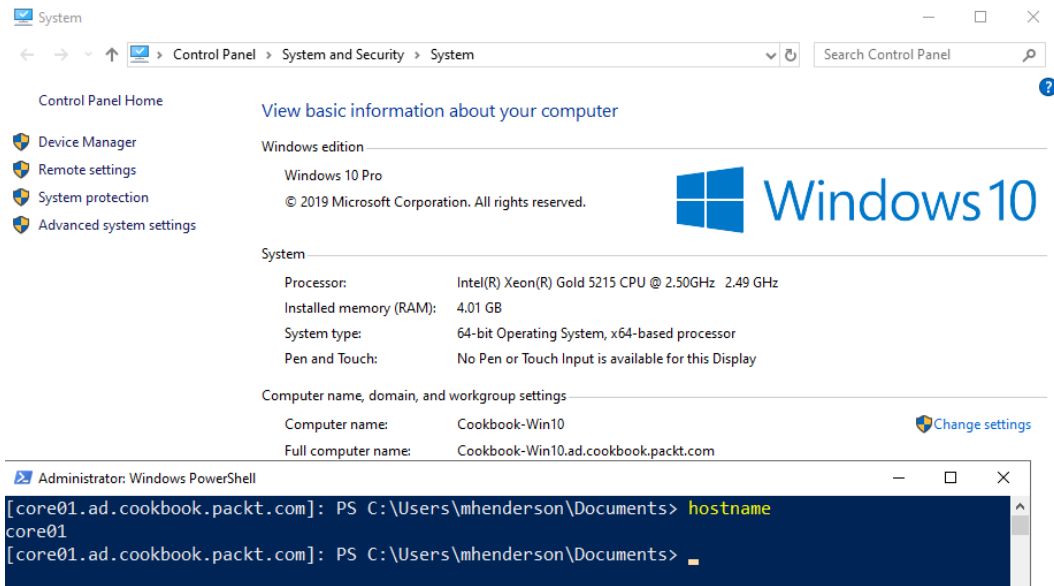 System
Control Panel > System and Security > System
Search Control Panel
?
Control Panel Home
Device Manager
Remote settings
System protection
Advanced system settings
View basic information about your computer
Windows edition
Windows 10 Pro
© 2019 Microsoft Corporation. All rights reserved.
Windows 10
System
Processor: Intel(R) Xeon(R) Gold 5215 CPU @ 2.50GHz 2.49 GHz
Installed memory (RAM): 4.01 GB
System type: 64-bit Operating System, x64-based processor
Pen and Touch: No Pen or Touch Input is available for this Display
Computer name, domain, and workgroup settings
Computer name: Cookbook-Win10
Change settings
Full computer name: Cookbook-Win10.ad.cookbook.packt.com
Administrator: Windows PowerShell
[core01.ad.cookbook.packt.com]: PS C:\Users\mhenderson\Documents> hostname
core01
[core01.ad.cookbook.packt.com]: PS C:\Users\mhenderson\Documents> _